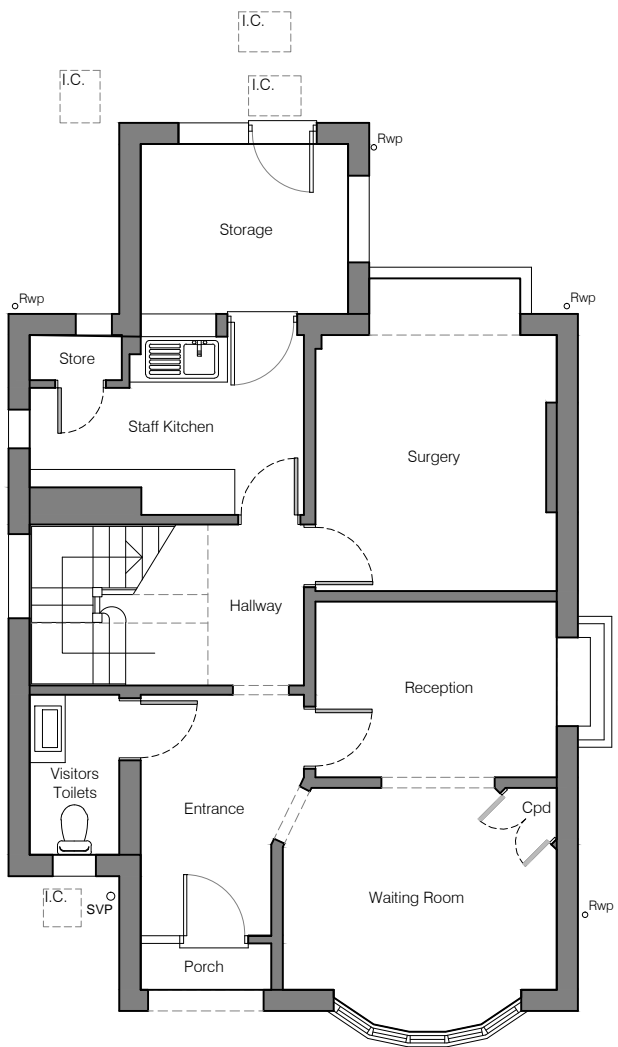 I.C.
I.C.
I.C.
Rwp
Storage
Rwp
Rwp
Store
Staff Kitchen
Surgery
Hallway
Reception
Visitors
Toilets
Entrance
Cpd
Waiting Room
I.C.
SVP
Rwp
Porch